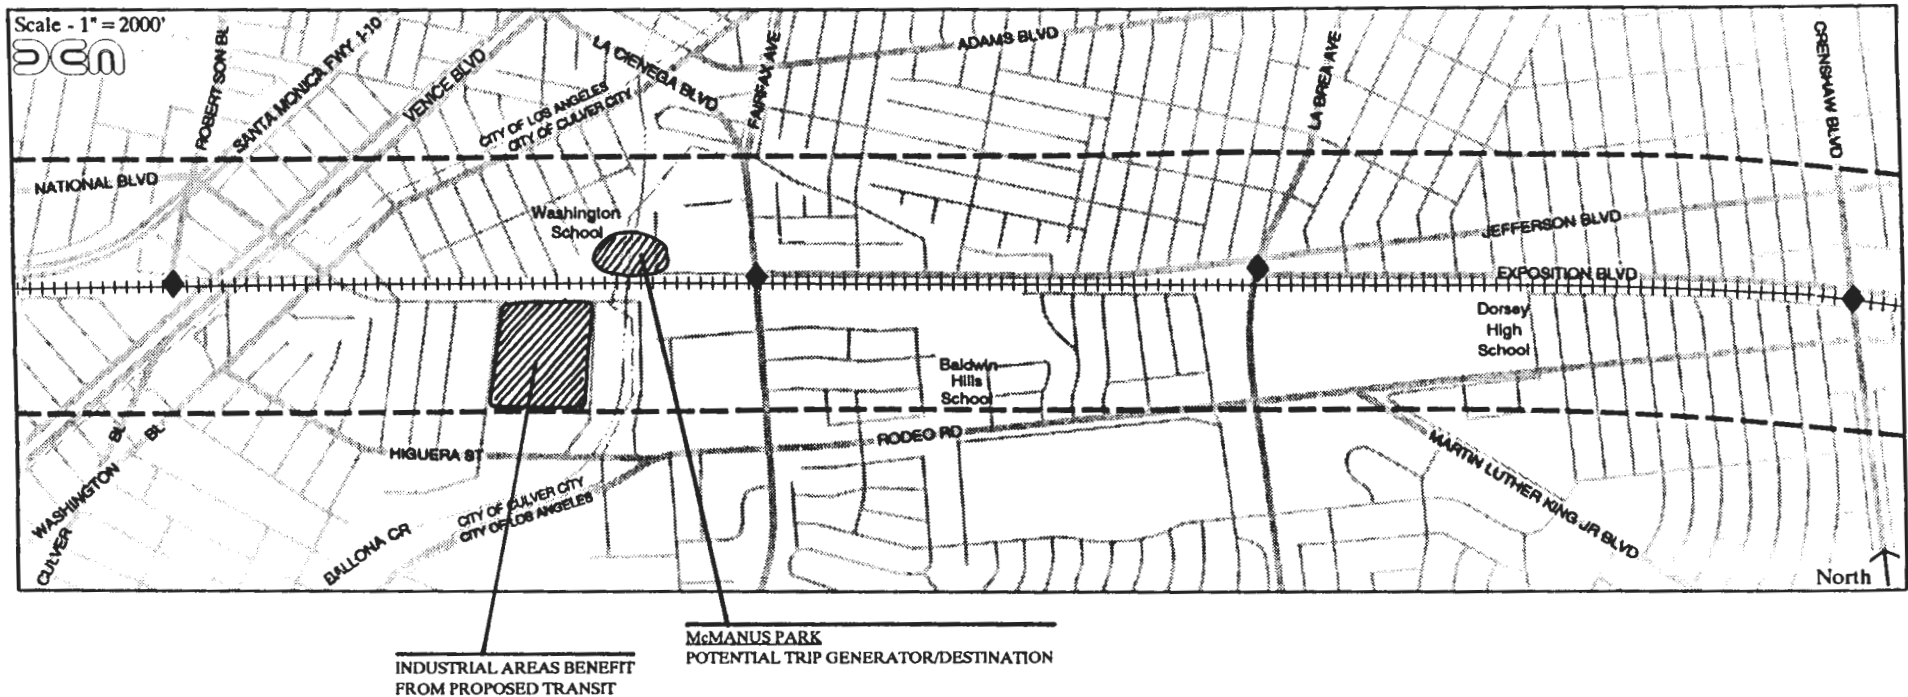 Scale - 1" = 2000'
DCM
ROBERTSON BL
SANTA MONICA FWY. I-10
VENICE BLVD
LA CIENEGA BLVD
CITY OF LOS ANGELES
CITY OF CULVER CITY
FAIRFAX AVE
ADAMS BLVD
LA BREA AVE
CRENSHAW BLVD
NATIONAL BLVD
Washington
School
JEFFERSON BLVD
EXPOSITION BLVD
Dorsey
High
School
Baldwin
Hills
School
RODEO RD
HIGUERA ST
WASHINGTON BL
CULVER BL
BALLONA CR
CITY OF CULVER CITY
CITY OF LOS ANGELES
MARTIN LUTHER KING JR BLVD
North
McMANUS PARK
POTENTIAL TRIP GENERATOR/DESTINATION
INDUSTRIAL AREAS BENEFIT
FROM PROPOSED TRANSIT